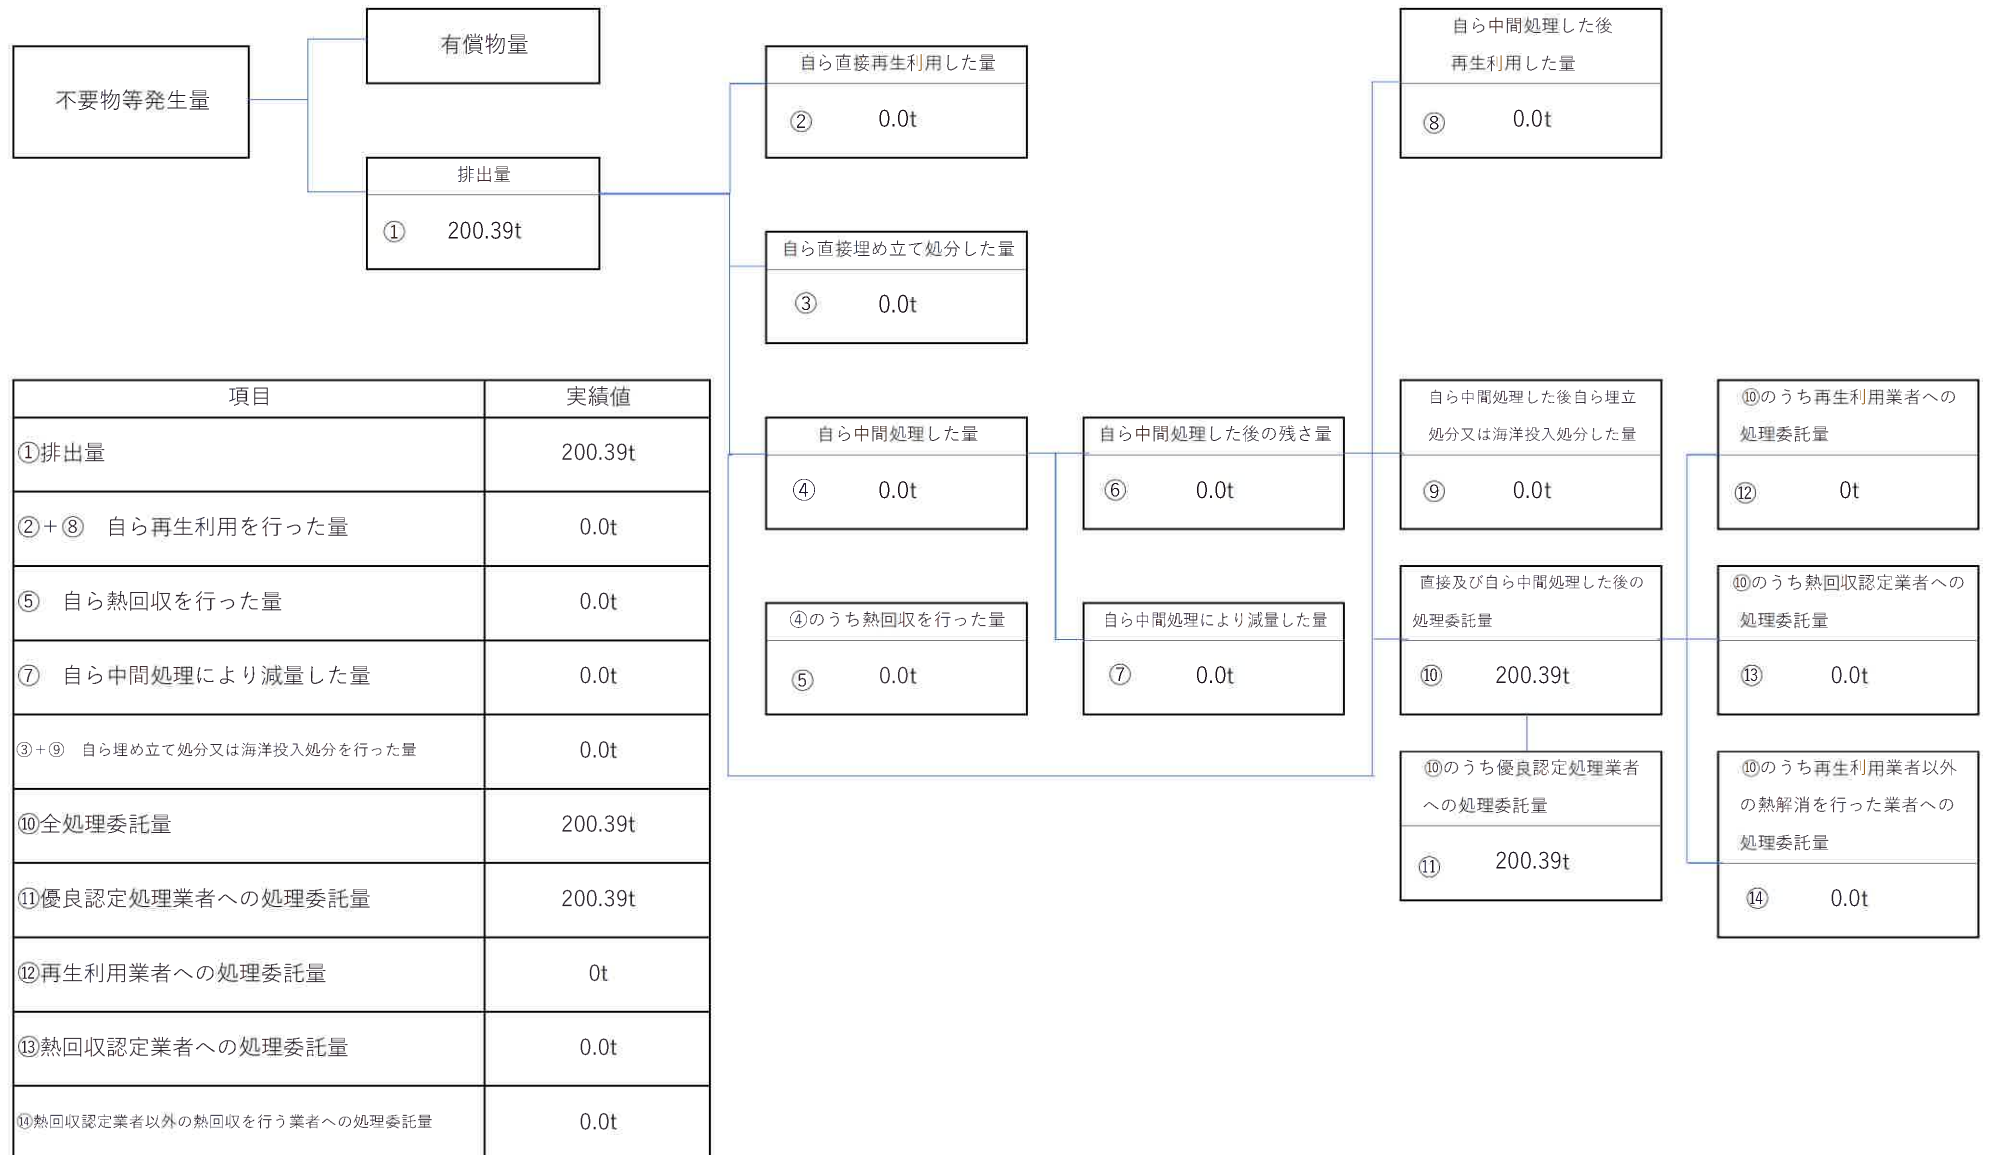 不要物等発生量
有償物量
排出量
① 200.39t
自ら直接再生利用した量
② 0.0t
自ら直接埋め立て処分した量
③ 0.0t
自ら中間処理した量
④ 0.0t
④のうち熱回収を行った量
⑤ 0.0t
自ら中間処理した後の残さ量
⑥ 0.0t
自ら中間処理により減量した量
⑦ 0.0t
自ら中間処理した後
再生利用した量
⑧ 0.0t
自ら中間処理した後自ら埋立
処分又は海洋投入処分した量
⑨ 0.0t
直接及び自ら中間処理した後の
処理委託量
⑩ 200.39t
⑩のうち優良認定処理業者
への処理委託量
⑪ 200.39t
⑩のうち再生利用業者への
処理委託量
⑫ 0t
⑩のうち熱回収認定業者への
処理委託量
⑬ 0.0t
⑩のうち再生利用業者以外
の熱解消を行った業者への
処理委託量
⑭ 0.0t
項目 実績値
①排出量 200.39t
②+⑧ 自ら再生利用を行った量 0.0t
⑤ 自ら熱回収を行った量 0.0t
⑦ 自ら中間処理により減量した量 0.0t
③+⑨ 自ら埋め立て処分又は海洋投入処分を行った量 0.0t
⑩全処理委託量 200.39t
⑪優良認定処理業者への処理委託量 200.39t
⑫再生利用業者への処理委託量 0t
⑬熱回収認定業者への処理委託量 0.0t
⑭熱回収認定業者以外の熱回収を行う業者への処理委託量 0.0t